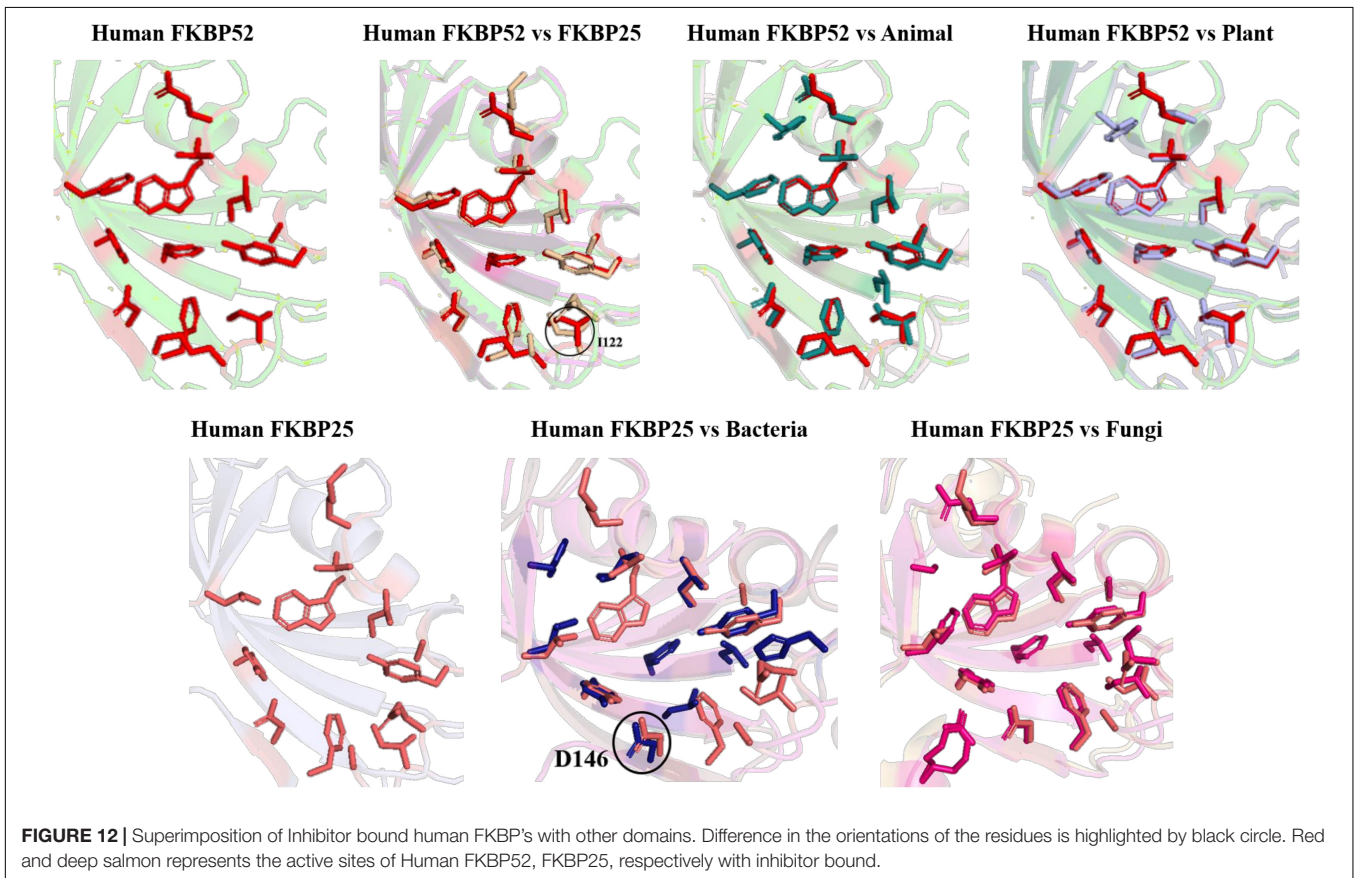 Human FKBP52
Human FKBP52 vs FKBP25
Human FKBP52 vs Animal
Human FKBP52 vs Plant
I122
Human FKBP25
Human FKBP25 vs Bacteria
Human FKBP25 vs Fungi
D146
FIGURE 12 | Superimposition of Inhibitor bound human FKBP's with other domains. Difference in the orientations of the residues is highlighted by black circle. Red
and deep salmon represents the active sites of Human FKBP52, FKBP25, respectively with inhibitor bound.